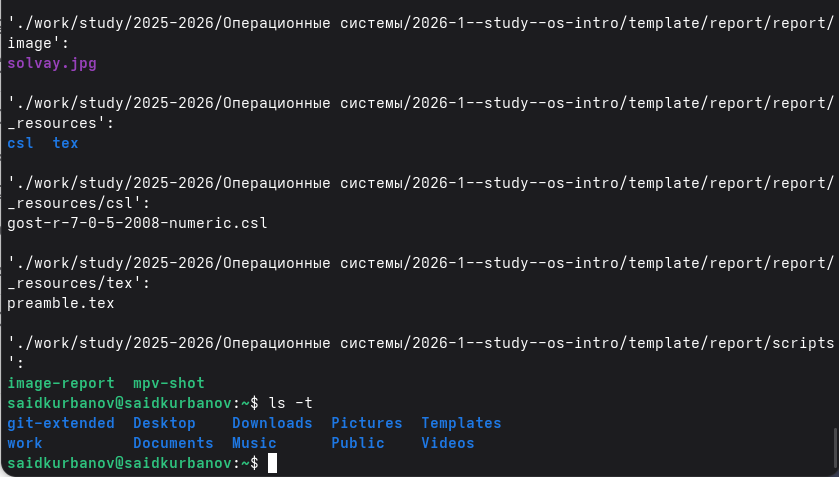 './work/study/2025-2026/Операционные системы/2026-1--study--os-intro/template/report/report/
image':
solvay.jpg
'./work/study/2025-2026/Операционные системы/2026-1--study--os-intro/template/report/report/
_resources':
csl  tex
'./work/study/2025-2026/Операционные системы/2026-1--study--os-intro/template/report/report/
_resources/csl':
gost-r-7-0-5-2008-numeric.csl
'./work/study/2025-2026/Операционные системы/2026-1--study--os-intro/template/report/report/
_resources/tex':
preamble.tex
'./work/study/2025-2026/Операционные системы/2026-1--study--os-intro/template/report/scripts
':
image-report  mpv-shot
saidkurbanov@saidkurbanov:~$ ls -t
git-extended  Desktop    Downloads  Pictures  Templates
work          Documents  Music      Public    Videos
saidkurbanov@saidkurbanov:~$